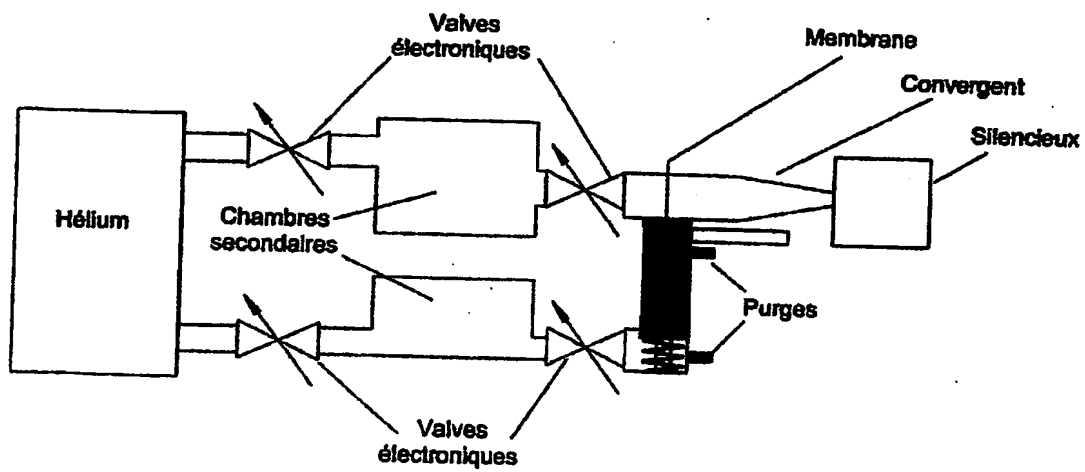 Valves
électroniques
Membrane
Convergent
Silencieux
Hélium
Chambres
secondaires
Purges
Valves
électroniques